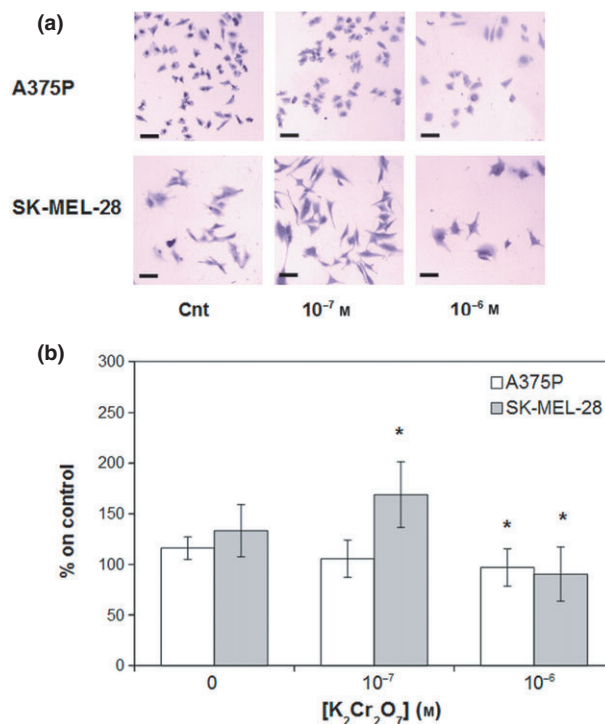 (a)
A375P
SK-MEL-28
Cnt 10⁻⁷ M 10⁻⁶ M
(b)
300
250
200
150
100
50
0
% on control
A375P
SK-MEL-28
*
* *
0 10⁻⁷ 10⁻⁶
[K₂Cr₂O₇] (M)